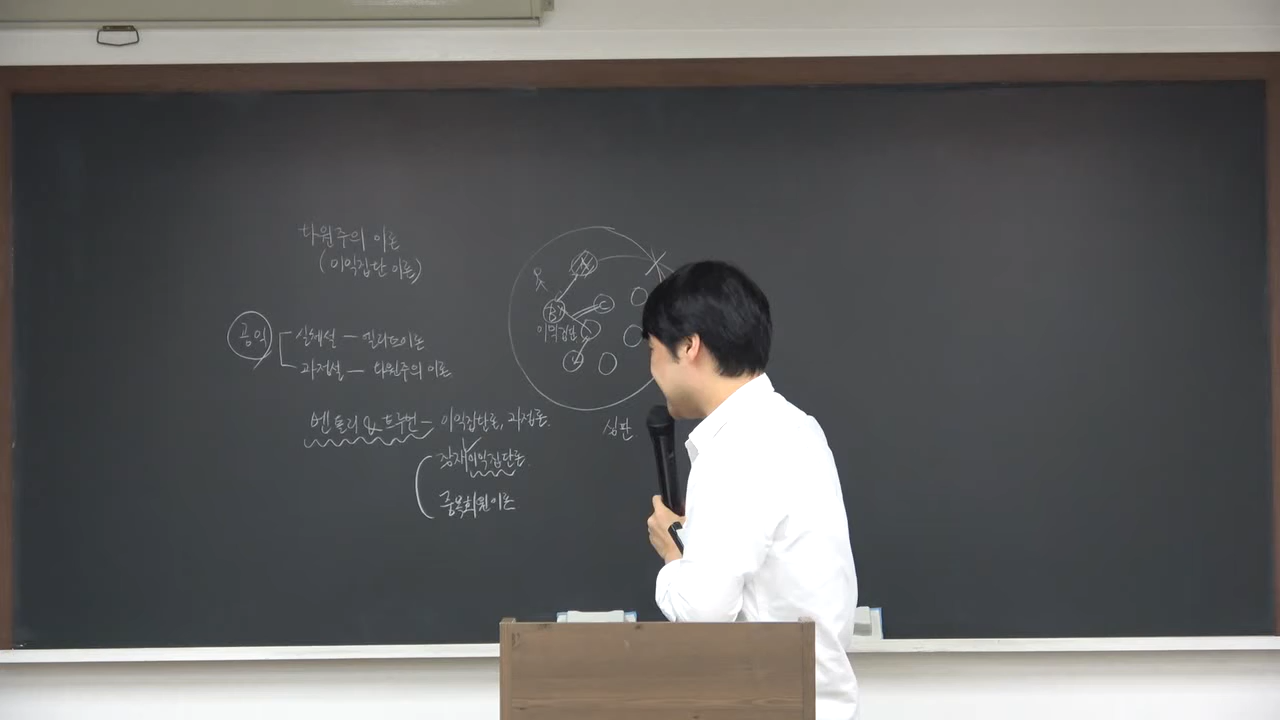 다원주의 이론
(이익집단 이론)
공익
실체설 - 엘리트이론
과정설 - 다원주의 이론
벤틀리 & 트루먼 - 이익집단론, 과정론.
잠재이익집단론.
중복회원이론
이익집단
심판